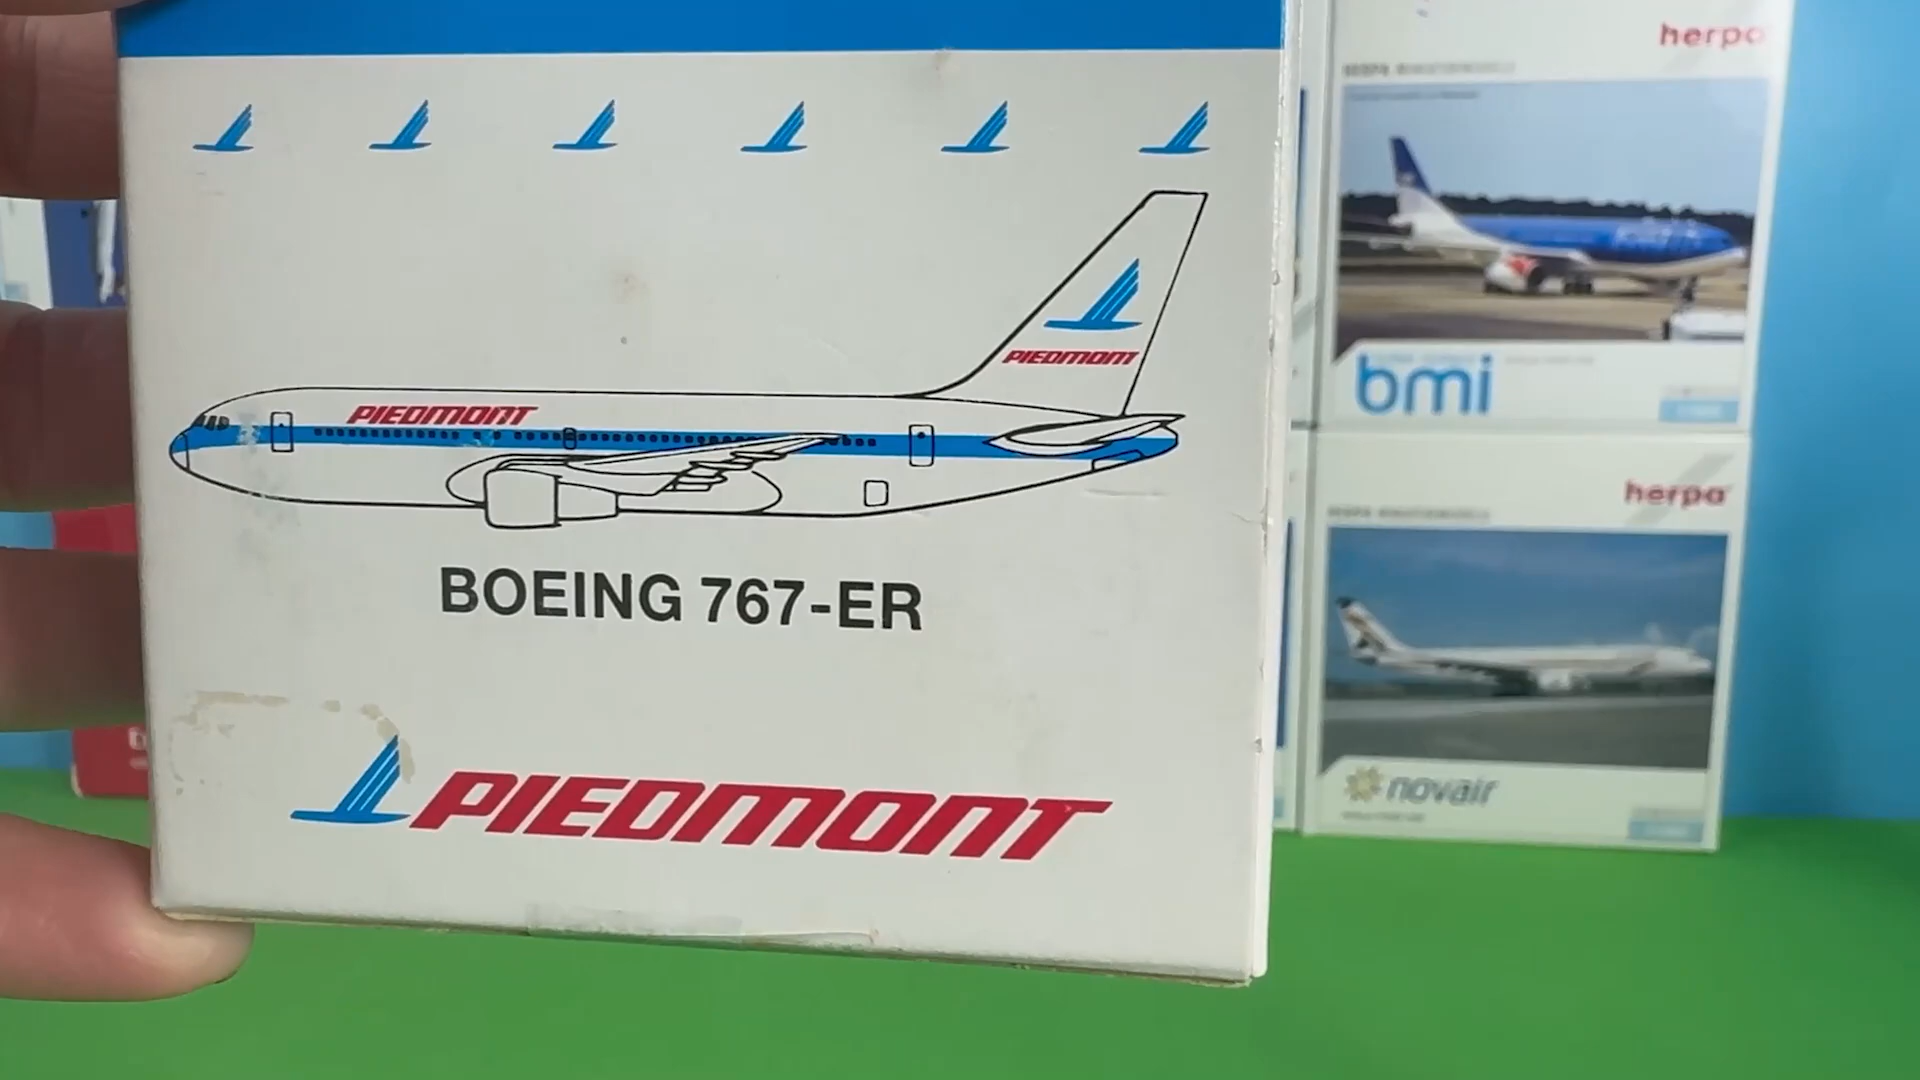 PIEDMONT
PIEDMONT
BOEING 767-ER
PIEDMONT
herpa
bmi
herpa
novair